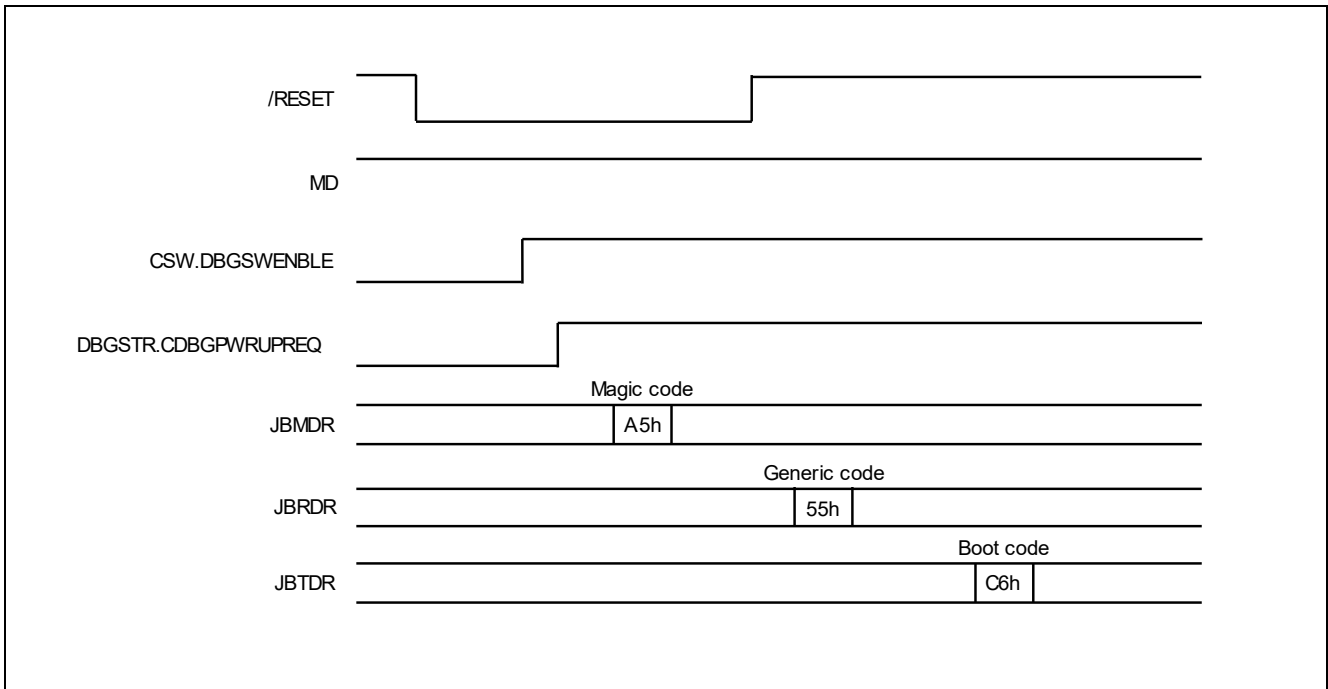 /RESET
MD
CSW.DBGSWENBLE
DBGSTR.CDBGPWRUPREQ
Magic code
JBMDR
A5h
Generic code
JBRDR
55h
Boot code
JBTDR
C6h